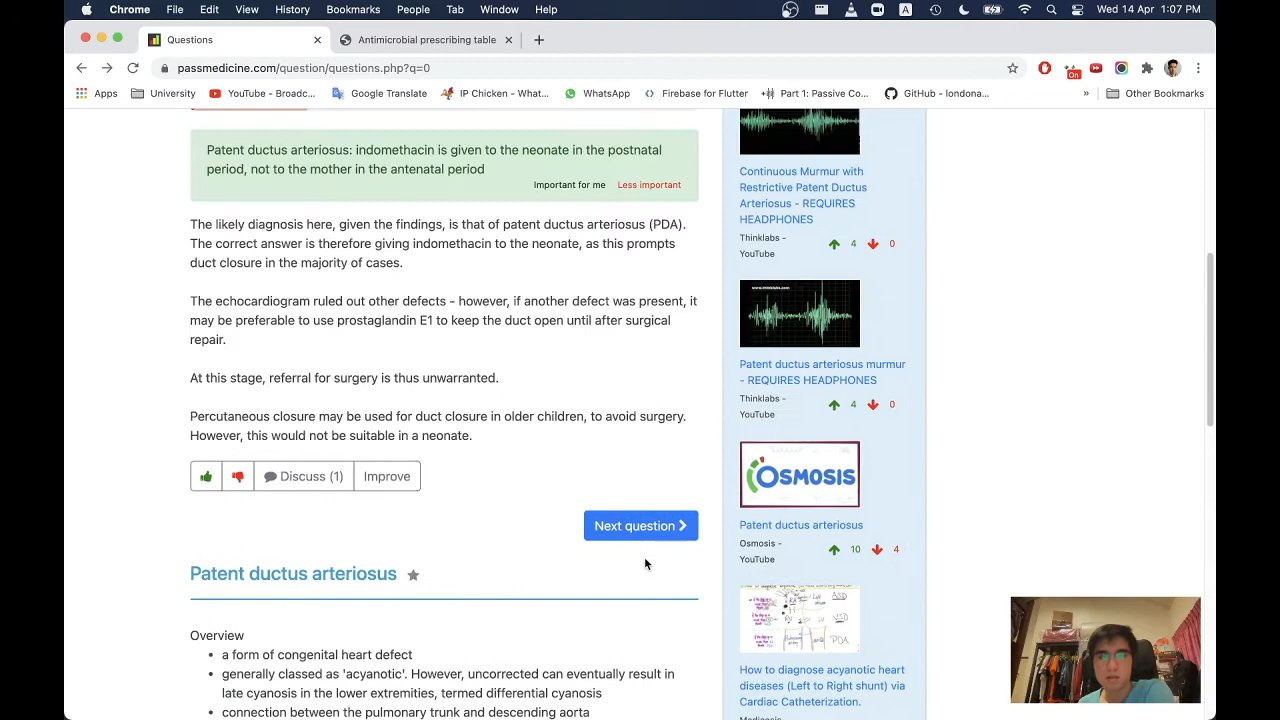 Chrome File Edit View History Bookmarks People Tab Window Help A Wed 14 Apr 1:07 PM
Questions
Antimicrobial prescribing table
passmedicine.com/question/questions.php?q=0
On
Apps University YouTube - Broadc... Google Translate IP Chicken - What... WhatsApp Firebase for Flutter Part 1: Passive Co... GitHub - londona... » Other Bookmarks
Patent ductus arteriosus: indomethacin is given to the neonate in the postnatal
period, not to the mother in the antenatal period
Important for me Less important
The likely diagnosis here, given the findings, is that of patent ductus arteriosus (PDA).
The correct answer is therefore giving indomethacin to the neonate, as this prompts
duct closure in the majority of cases.
The echocardiogram ruled out other defects - however, if another defect was present, it
may be preferable to use prostaglandin E1 to keep the duct open until after surgical
repair.
At this stage, referral for surgery is thus unwarranted.
Percutaneous closure may be used for duct closure in older children, to avoid surgery.
However, this would not be suitable in a neonate.
Discuss (1) Improve
Next question
Patent ductus arteriosus
Overview
a form of congenital heart defect
generally classed as 'acyanotic'. However, uncorrected can eventually result in
late cyanosis in the lower extremities, termed differential cyanosis
connection between the pulmonary trunk and descending aorta
Continuous Murmur with
Restrictive Patent Ductus
Arteriosus - REQUIRES
HEADPHONES
Thinklabs -
YouTube
4 0
www.thinklabs.com
Patent ductus arteriosus murmur
- REQUIRES HEADPHONES
Thinklabs -
YouTube
4 0
OSMOSIS
Patent ductus arteriosus
Osmosis -
YouTube
10 4
ASD
VSD
PDA
How to diagnose acyanotic heart
diseases (Left to Right shunt) via
Cardiac Catheterization.